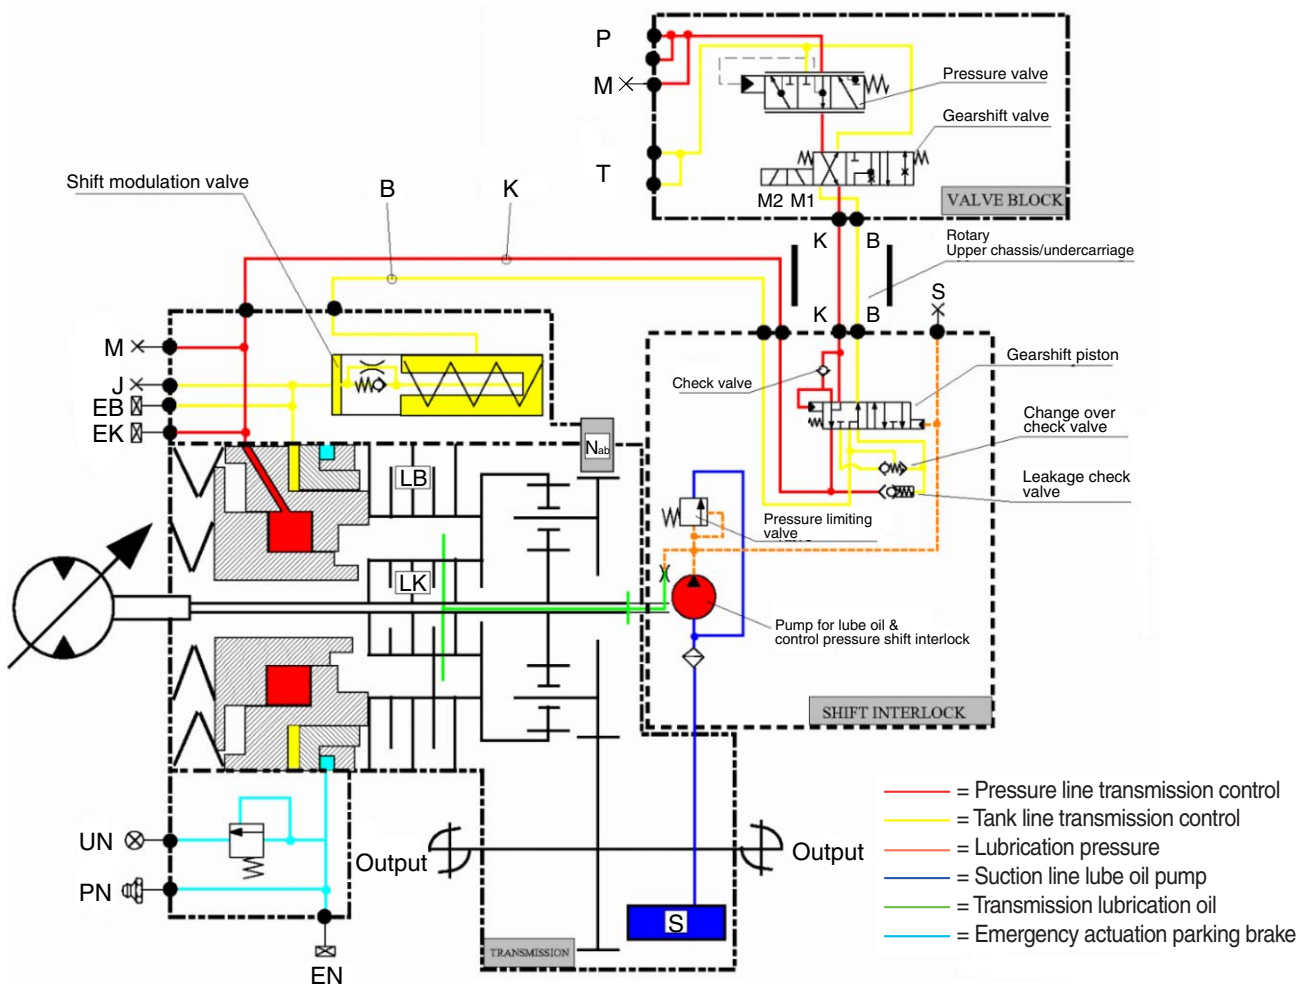 P
Pressure valve
M
Gearshift valve
T
Shift modulation valve
B
K
M2 M1
VALVE BLOCK
K
B
Rotary
Upper chassis/undercarriage
S
K
B
M
Gearshift piston
Check valve
J
EB
Change over
check valve
EK
Nab
LB
Leakage check
valve
Pressure limiting
valve
LK
Pump for lube oil &
control pressure shift interlock
SHIFT INTERLOCK
= Pressure line transmission control
= Tank line transmission control
UN
Output
Output
= Lubrication pressure
= Suction line lube oil pump
PN
S
= Transmission lubrication oil
= Emergency actuation parking brake
TRANSMISSION
EN